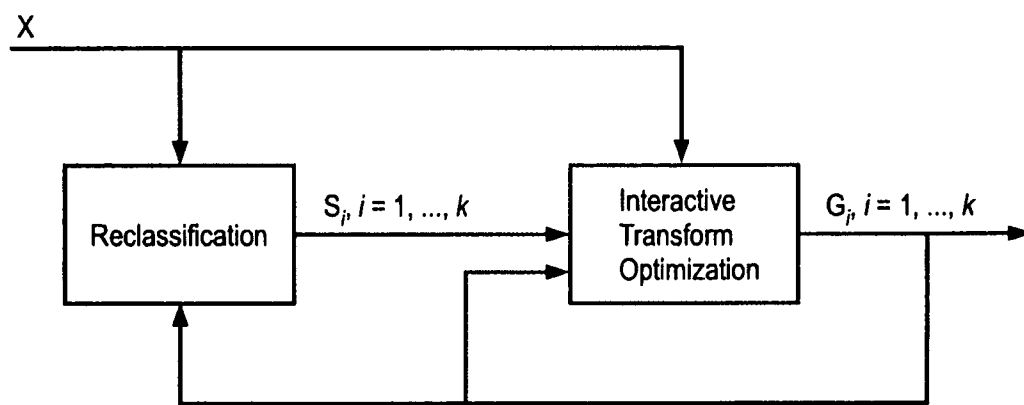 X
Reclassification
S_i, i = 1, ..., k
Interactive
Transform
Optimization
G_i, i = 1, ..., k